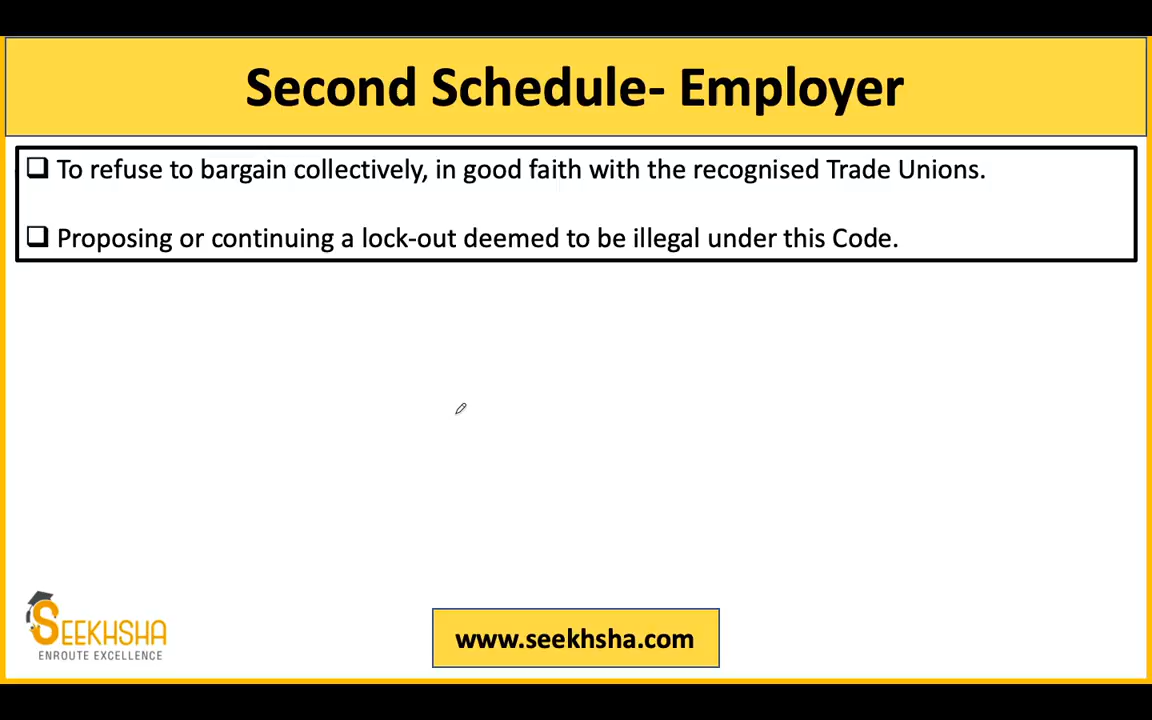 Second Schedule- Employer
To refuse to bargain collectively, in good faith with the recognised Trade Unions.
Proposing or continuing a lock-out deemed to be illegal under this Code.
SEEKHSHA
ENROUTE EXCELLENCE
www.seekhsha.com